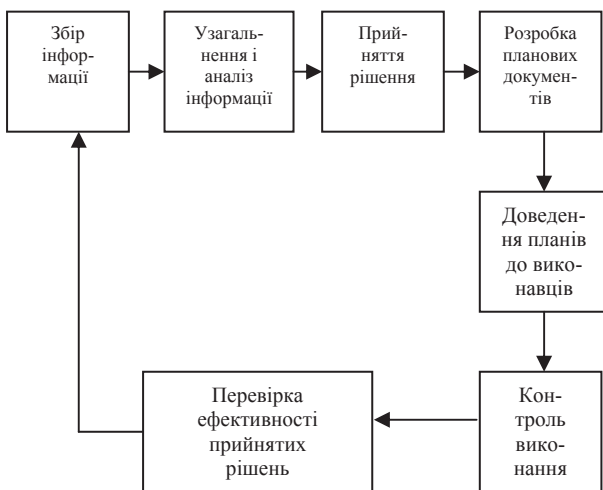 Збір
інфор-
мації
Узагаль-
нення і
аналіз
інформації
Прий-
няття
рішення
Розробка
планових
докумен-
тів
Доведен-
ня планів
до вико-
навців
Кон-
троль
вико-
нання
Перевірка
ефективності
прийнятих
рішень